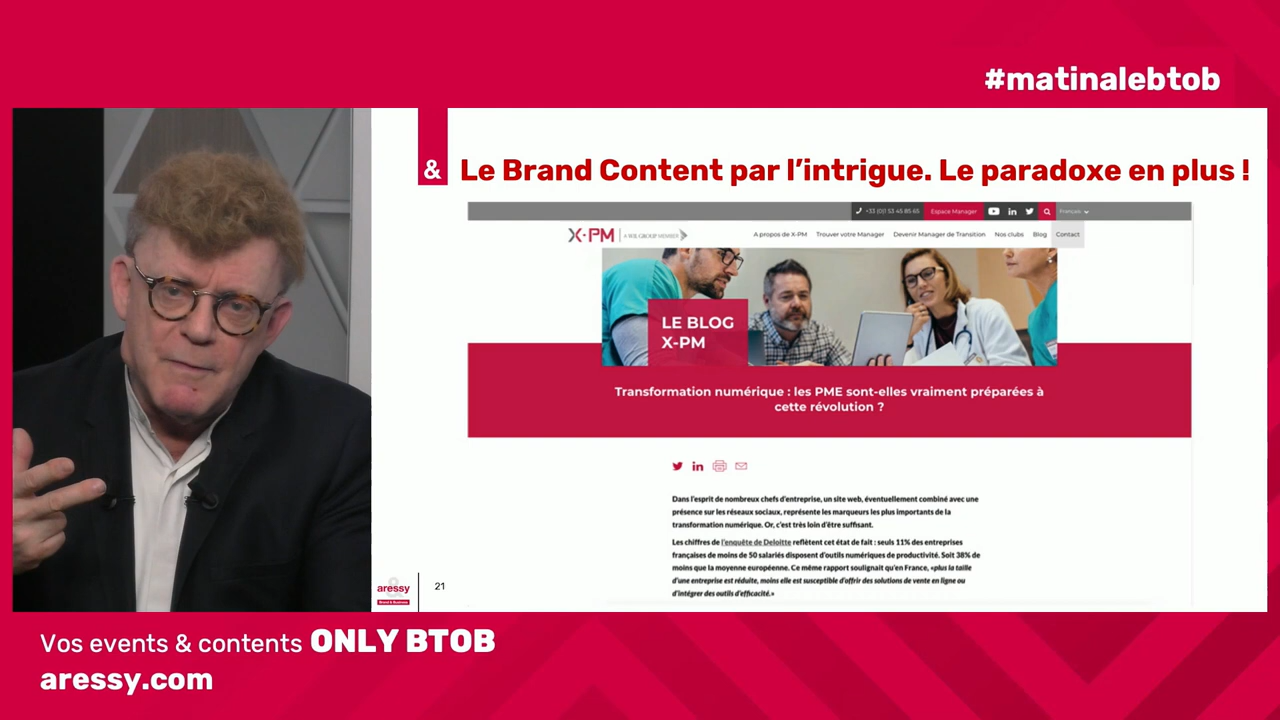 #matinalebtob
& Le Brand Content par l’intrigue. Le paradoxe en plus !
+33 (0)1 53 45 85 65 Espace Manager Français
X-PM A WIL GROUP MEMBER A propos de X-PM Trouver votre Manager Devenir Manager de Transition Nos clubs Blog Contact
LE BLOG
X-PM
Transformation numérique : les PME sont-elles vraiment préparées à
cette révolution ?
Dans l’esprit de nombreux chefs d’entreprise, un site web, éventuellement combiné avec une
présence sur les réseaux sociaux, représente les marqueurs les plus importants de la
transformation numérique. Or, c’est très loin d’être suffisant.
Les chiffres de l’enquête de Deloitte reflètent cet état de fait : seuls 11% des entreprises
françaises de moins de 50 salariés disposent d’outils numériques de productivité. Soit 38% de
moins que la moyenne européenne. Ce même rapport soulignait qu’en France, «plus la taille
d’une entreprise est réduite, moins elle est susceptible d’offrir des solutions de vente en ligne ou
d’intégrer des outils d’efficacité.»
aressy
Brand & Business
21
Vos events & contents ONLY BTOB
aressy.com